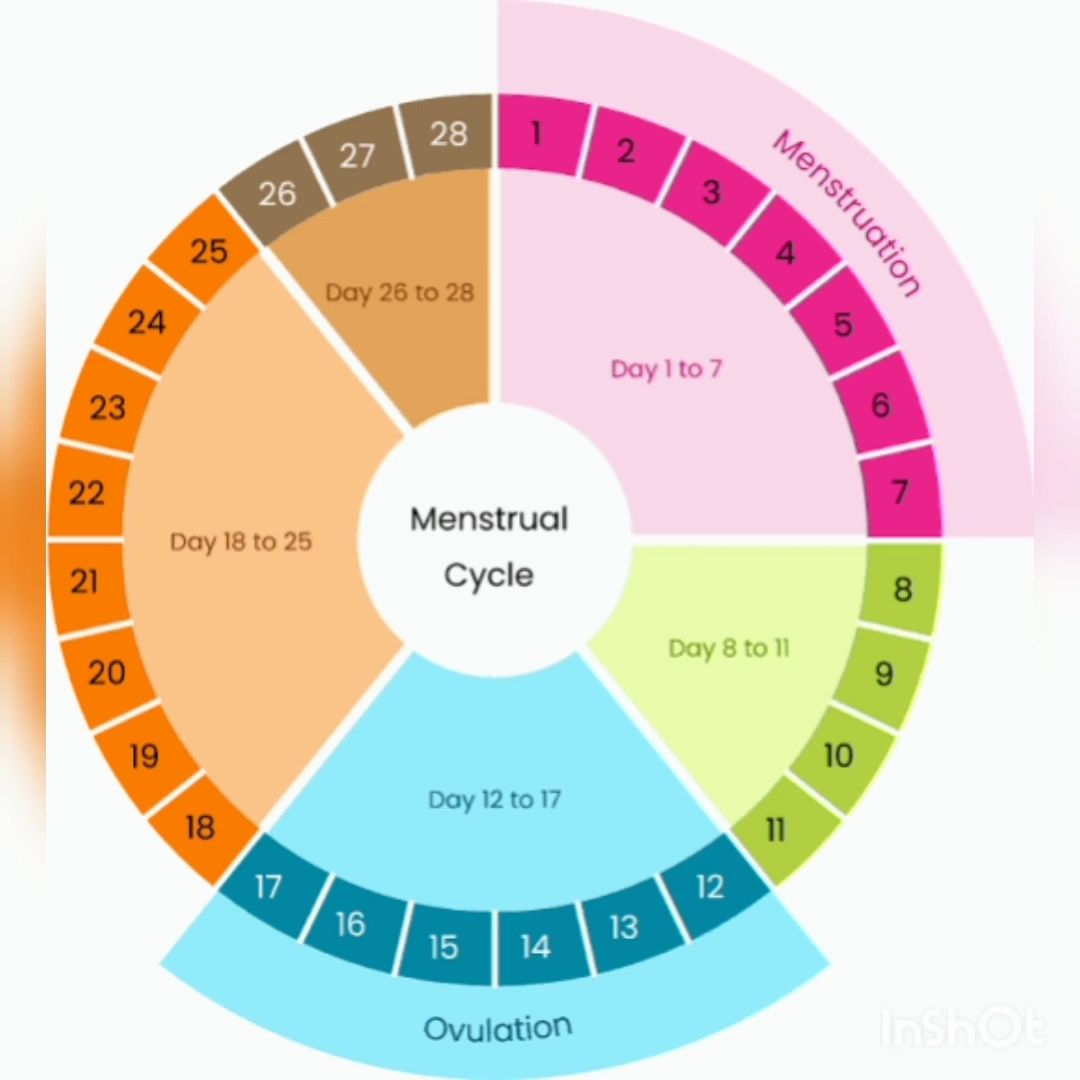 Menstrual
Cycle
Menstruation
Day 1 to 7
1
2
3
4
5
6
7
Day 8 to 11
8
9
10
11
Day 12 to 17
12
13
14
15
16
17
Ovulation
Day 18 to 25
18
19
20
21
22
23
24
25
Day 26 to 28
26
27
28
InShOt